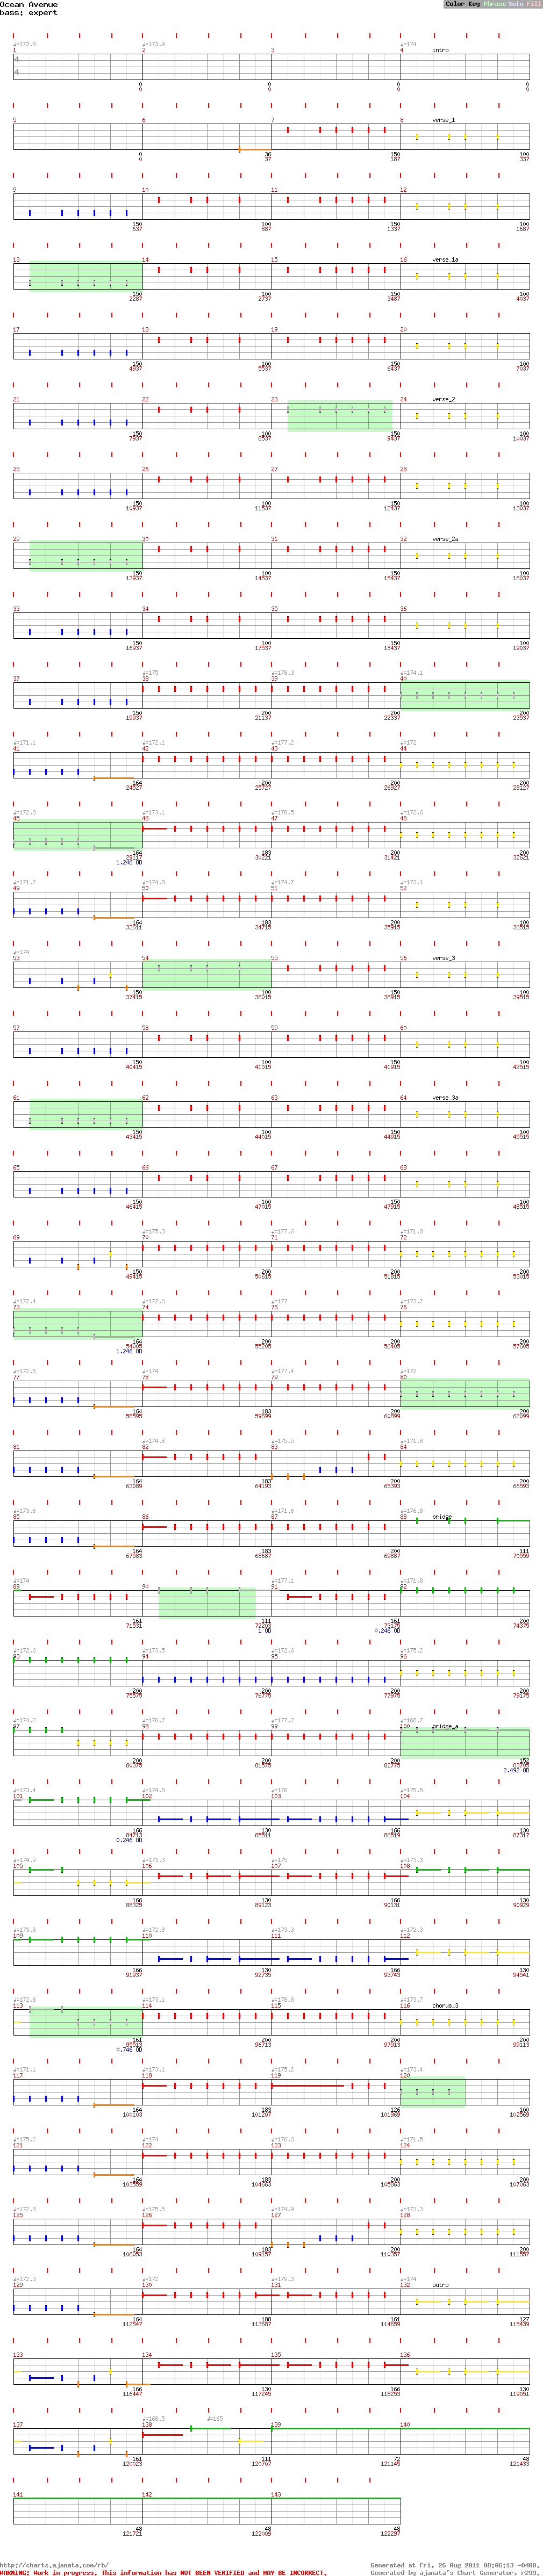 Ocean Avenue Color Key Phrase Solo Fill
bass: expert
♩=173.8 ♩=173.9 ♩=174
1 2 3 4 intro
4
4
0 0 0 0
0 0 0 0
5 6 7 8 verse_1
0 36 150 100
0 37 187 337
9 10 11 12
150 100 150 100
637 887 1337 1687
13 14 15 16 verse_1a
150 100 150 100
2287 2737 3487 4037
17 18 19 20
150 100 150 100
4937 5537 6437 7037
21 22 23 24 verse_2
150 100 150 100
7937 8537 9437 10037
25 26 27 28
150 100 150 100
10937 11537 12437 13037
29 30 31 32 verse_2a
150 100 150 100
13937 14537 15437 16037
33 34 35 36
150 100 150 100
16937 17537 18437 19037
♩=175 ♩=178.3 ♩=174.1
37 38 39 40
150 200 200 200
19937 21137 22337 23537
♩=171.1 ♩=172.1 ♩=177.2 ♩=172
41 42 43 44
164 200 200 200
24527 25727 26927 28127
♩=172.8 ♩=173.1 ♩=176.5 ♩=172.6
45 46 47 48
164 183 200 200
29117 30221 31421 32621
1.246 OD
♩=171.2 ♩=174.8 ♩=174.7 ♩=173.1
49 50 51 52
164 183 200 100
33611 34715 35915 36515
♩=174
53 54 55 56 verse_3
150 100 150 100
37415 38015 38915 39515
57 58 59 60
150 100 150 100
40415 41015 41915 42515
61 62 63 64 verse_3a
150 100 150 100
43415 44015 44915 45515
65 66 67 68
150 100 150 100
46415 47015 47915 48515
♩=175.3 ♩=177.6 ♩=171.8
69 70 71 72
150 200 200 200
49415 50615 51815 53015
♩=172.4 ♩=172.6 ♩=177 ♩=173.7
73 74 75 76
164 200 200 200
54005 55205 56405 57605
1.246 OD
♩=172.6 ♩=174 ♩=177.4 ♩=172
77 78 79 80
164 183 200 200
58595 59699 60899 62099
♩=174.8 ♩=175.5 ♩=171.8
81 82 83 84
164 183 200 200
63089 64193 65393 66593
♩=173.6 ♩=171.6 ♩=176.8
85 86 87 88 bridge
164 183 200 111
67583 68687 69887 70559
♩=174 ♩=177.1 ♩=171.8
89 90 91 92
161 111 161 200
71531 72203 73175 74375
1 OD 0.246 OD
♩=172.6 ♩=173.5 ♩=172.6 ♩=175.2
93 94 95 96
200 200 200 200
75575 76775 77975 79175
♩=174.2 ♩=176.7 ♩=177.2 ♩=168.7
97 98 99 100 bridge_a
200 200 200 152
80375 81575 82775 83705
2.492 OD
♩=173.4 ♩=174.5 ♩=178 ♩=175.5
101 102 103 104
166 130 166 130
84713 85511 86519 87317
0.246 OD
♩=174.9 ♩=173.3 ♩=175 ♩=173.3
105 106 107 108
166 130 166 130
88325 89123 90131 90929
♩=173.8 ♩=172.8 ♩=173.3 ♩=172.3
109 110 111 112
166 130 166 130
91937 92735 93743 94541
♩=172.6 ♩=173.1 ♩=178.8 ♩=173.7
113 114 115 116 chorus_3
161 200 200 200
95513 96713 97913 99113
0.746 OD
♩=171.1 ♩=173.1 ♩=175.2 ♩=173.4
117 118 119 120
164 183 126 100
100103 101207 101969 102569
♩=175.2 ♩=174 ♩=176.6 ♩=171.5
121 122 123 124
164 183 200 200
103559 104663 105863 107063
♩=172.8 ♩=175.5 ♩=174.9 ♩=173.3
125 126 127 128
164 183 200 200
108053 109157 110357 111557
♩=172.3 ♩=172 ♩=179.3 ♩=174
129 130 131 132 outro
164 188 161 127
112547 113687 114659 115439
133 134 135 136
166 130 166 130
116447 117245 118253 119051
♩=168.5 ♩=165
137 138 139 140
161 111 72 48
120023 120707 121145 121433
141 142 143
48 48 48
121721 122009 122297
http://charts.ajanata.com/rb/ Generated at Fri, 26 Aug 2011 08:06:13 -0400.
WARNING: Work in progress. This information has NOT BEEN VERIFIED and MAY BE INCORRECT. Generated by ajanata's Chart Generator, r299.